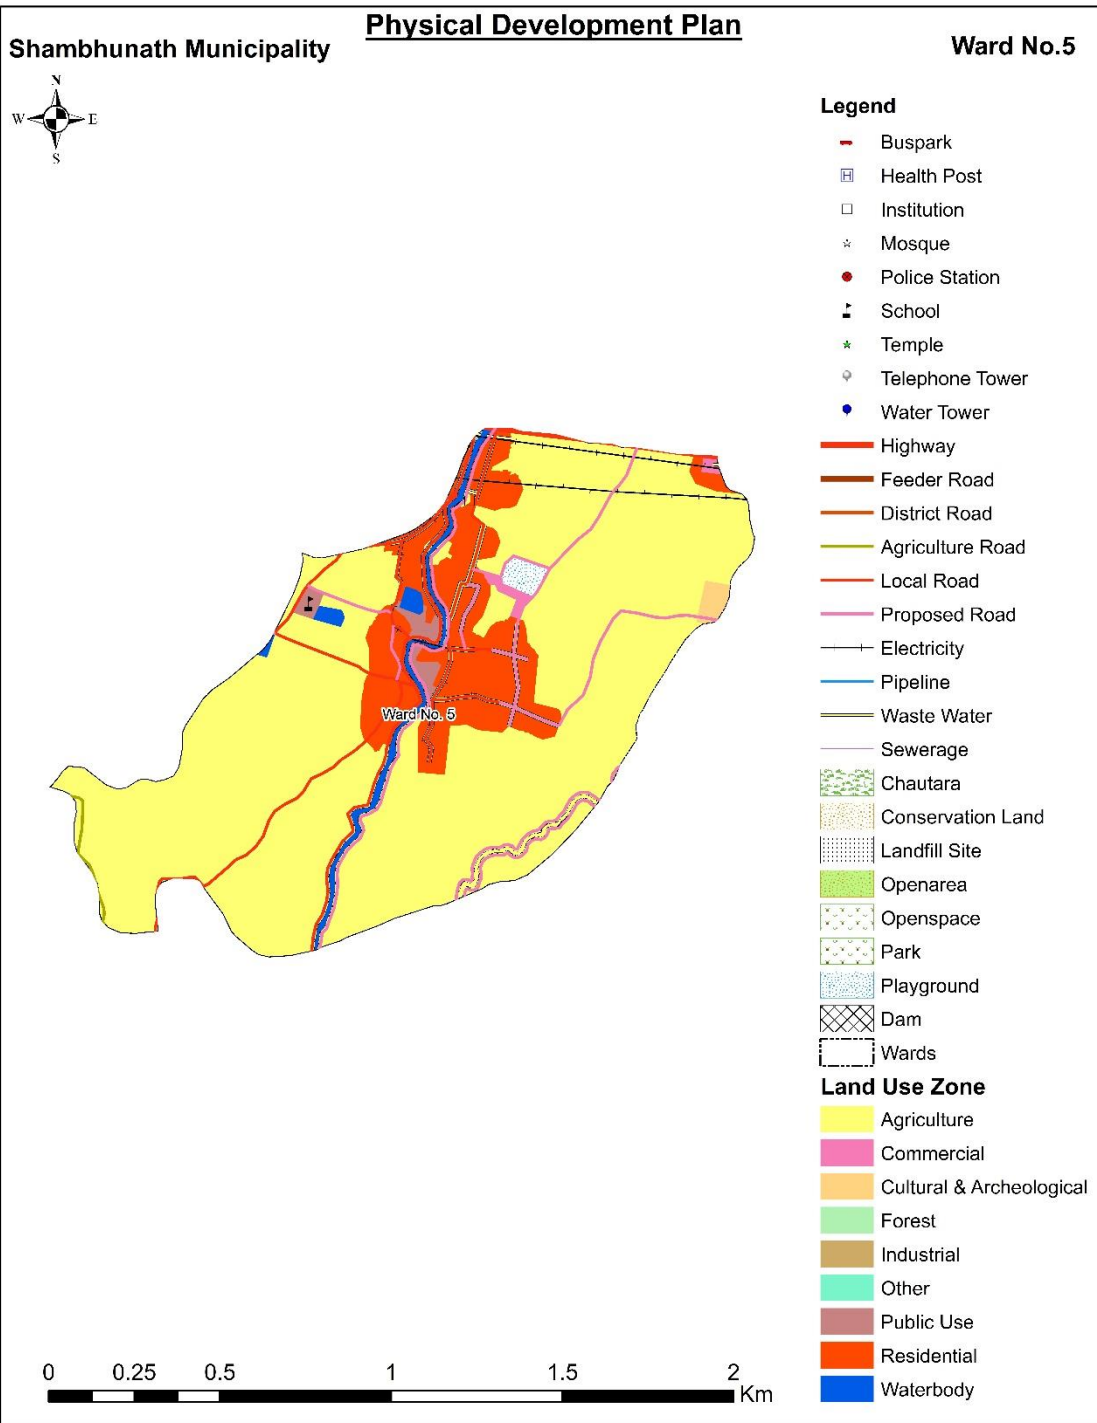 Physical Development Plan
Shambhunath Municipality
Ward No.5
N
W E
S
Legend
Buspark
H Health Post
Institution
Mosque
Police Station
School
Temple
Telephone Tower
Water Tower
Highway
Feeder Road
District Road
Agriculture Road
Local Road
Proposed Road
Electricity
Pipeline
Waste Water
Sewerage
Chautara
Conservation Land
Landfill Site
Openarea
Openspace
Park
Playground
Dam
Wards
Land Use Zone
Agriculture
Commercial
Cultural & Archeological
Forest
Industrial
Other
Public Use
Residential
Waterbody
Ward No. 5
0 0.25 0.5 1 1.5 2
Km